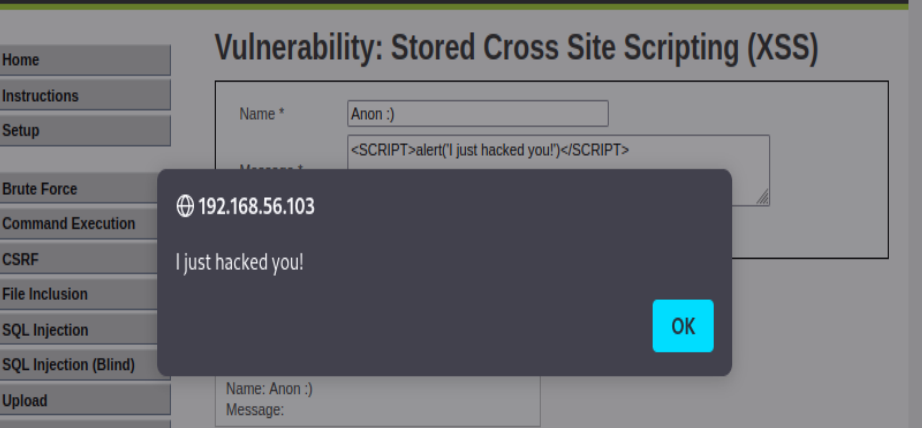 Vulnerability: Stored Cross Site Scripting (XSS)
Home
Instructions
Setup
Brute Force
Command Execution
CSRF
File Inclusion
SQL Injection
SQL Injection (Blind)
Upload
Name *
Anon :)
Message *
<SCRIPT>alert('I just hacked you!')</SCRIPT>
192.168.56.103
I just hacked you!
OK
Name: Anon :)
Message: